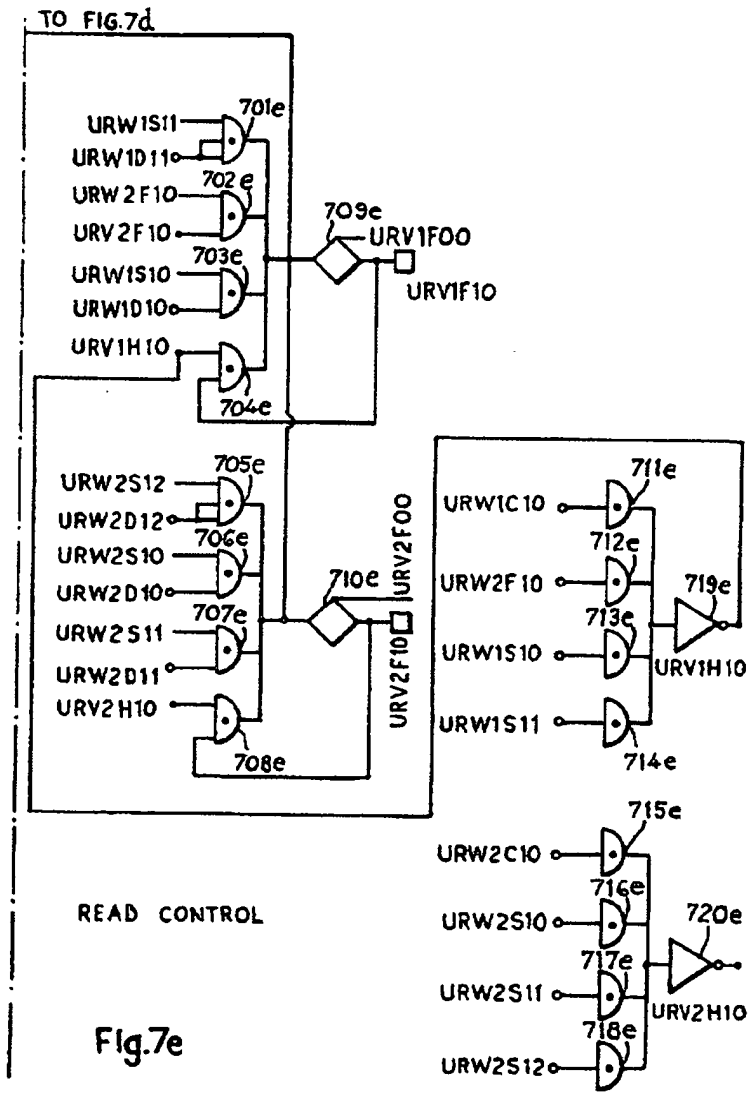 TO FIG.7d
701e
URW1S11
URW1D11
702e
URW2F10
URV2F10
709e
URV1F00
URV1F10
703e
URW1S10
URW1D10
URV1H10
704e
705e
URW2S12
URW2D12
706e
URW2S10
URW2D10
710e
URV2F00
URV2F10
707e
URW2S11
URW2D11
URV2H10
708e
711e
URW1C10
712e
URW2F10
719e
713e
URW1S10
URV1H10
URW1S11
714e
715e
URW2C10
716e
URW2S10
720e
717e
URW2S11
URV2H10
718e
URW2S12
READ CONTROL
Fig.7e